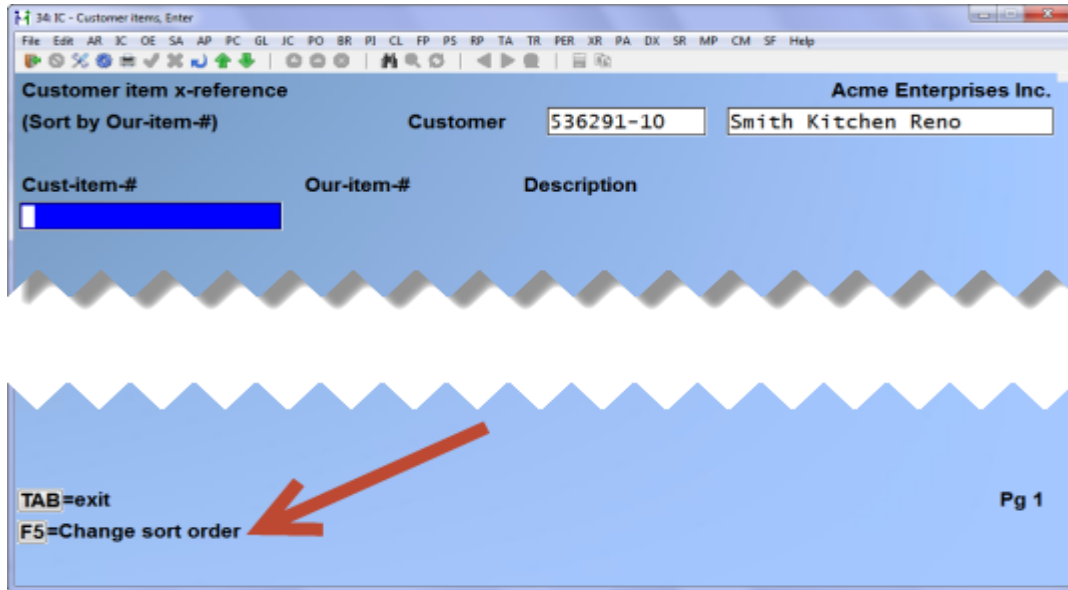 34: IC - Customer items, Enter
File Edit AR IC OE SA AP PC GL JC PO BR PJ CL FP PS RP TA TR PER XR PA DX SR MP CM SF Help
Customer item x-reference Acme Enterprises Inc.
(Sort by Our-item-#) Customer 536291-10 Smith Kitchen Reno
Cust-item-# Our-item-# Description
TAB=exit Pg 1
F5=Change sort order